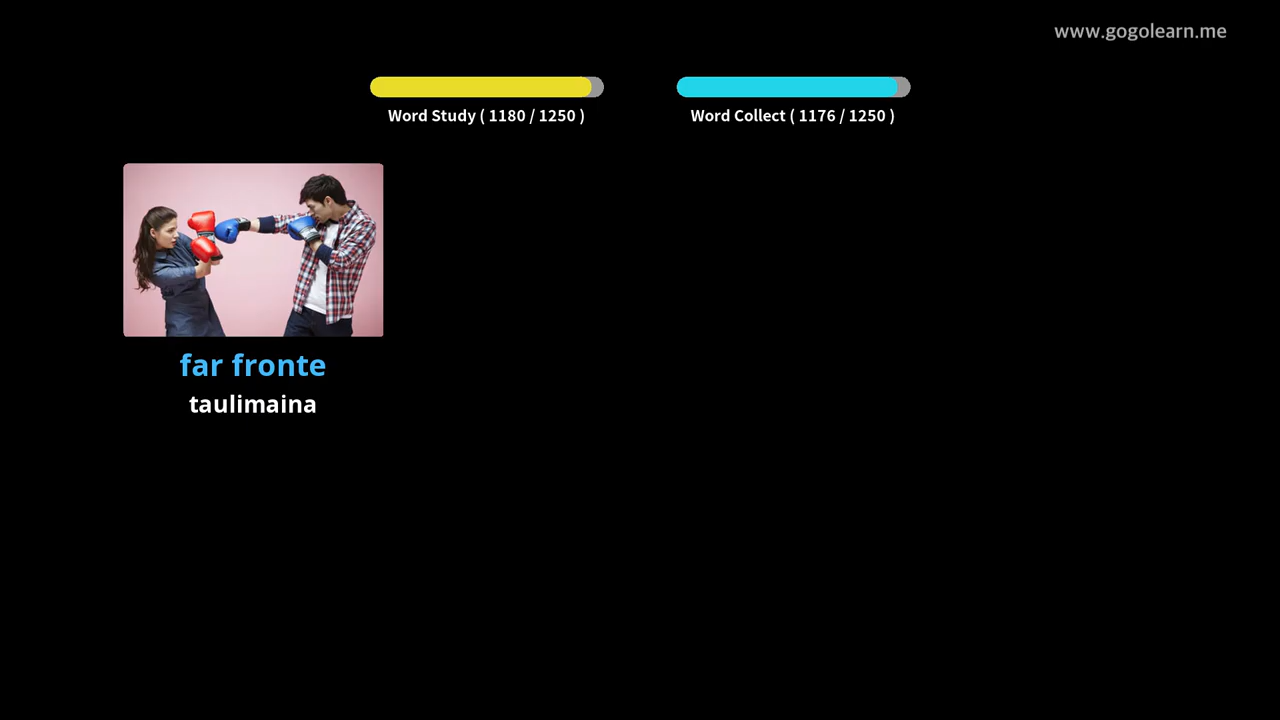 www.gogolearn.me
Word Study ( 1180 / 1250 )
Word Collect ( 1176 / 1250 )
far fronte
taulimaina